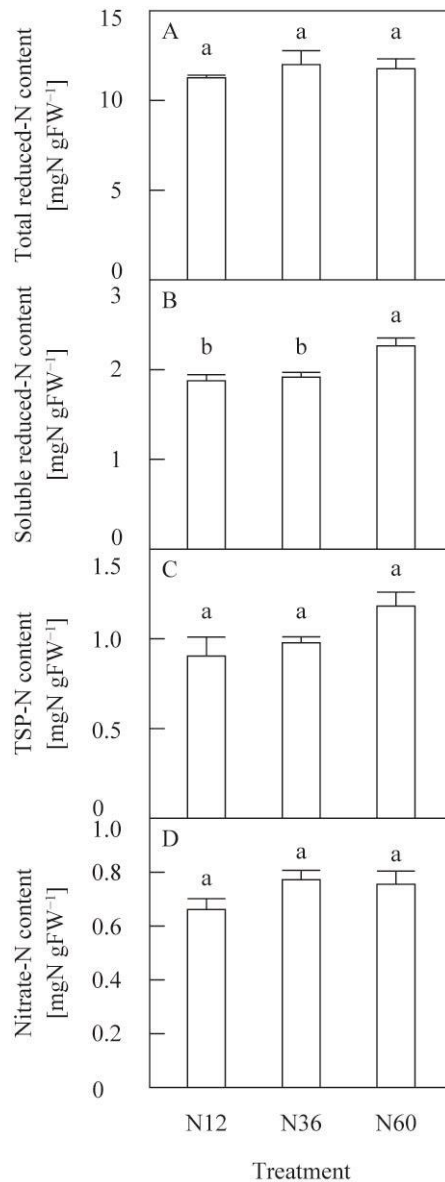 Total reduced-N content
[mgN gFW⁻¹]
15
10
5
0
A
a
a
a
Soluble reduced-N content
[mgN gFW⁻¹]
3
2
1
0
B
b
b
a
TSP-N content
[mgN gFW⁻¹]
1.5
1.0
0.5
0
C
a
a
a
Nitrate-N content
[mgN gFW⁻¹]
1.0
0.8
0.6
0.4
0.2
0
D
a
a
a
N12 N36 N60
Treatment